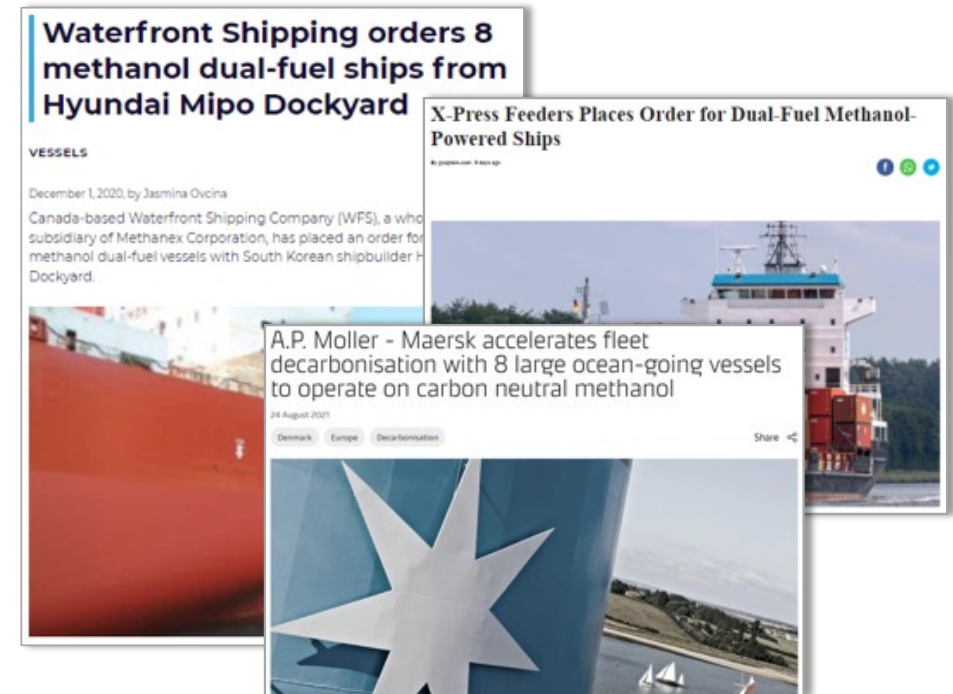 Waterfront Shipping orders 8
methanol dual-fuel ships from
Hyundai Mipo Dockyard
VESSELS
December 1, 2020, by Jasmina Ovcina
Canada-based Waterfront Shipping Company (WFS), a who
subsidiary of Methanex Corporation, has placed an order for
methanol dual-fuel vessels with South Korean shipbuilder H
Dockyard.
X-Press Feeders Places Order for Dual-Fuel Methanol-
Powered Ships
A.P. Moller - Maersk accelerates fleet
decarbonisation with 8 large ocean-going vessels
to operate on carbon neutral methanol
24 August 2021
Denmark Europe Decarbonisation
Share